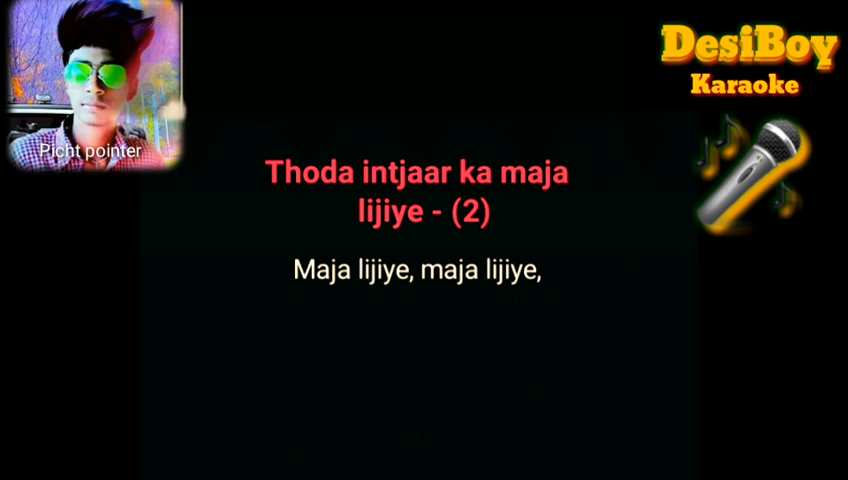 DesiBoy
Karaoke
Picht pointer
Thoda intjaar ka maja
lijiye - (2)
Maja lijiye, maja lijiye,